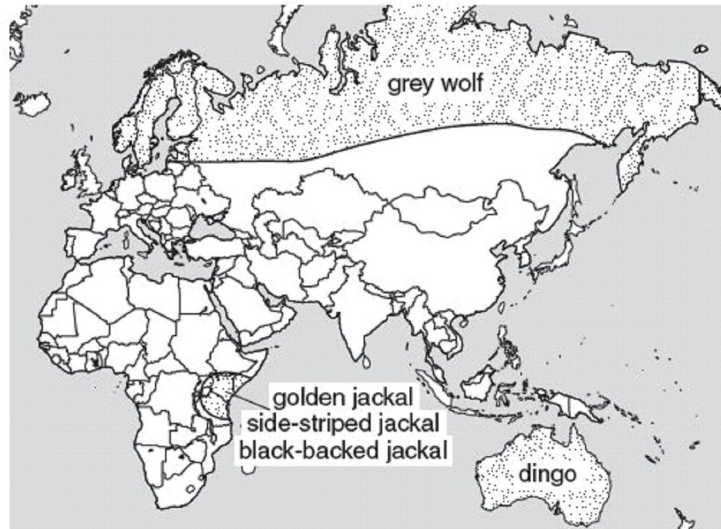 grey wolf
golden jackal
side-striped jackal
black-backed jackal
dingo